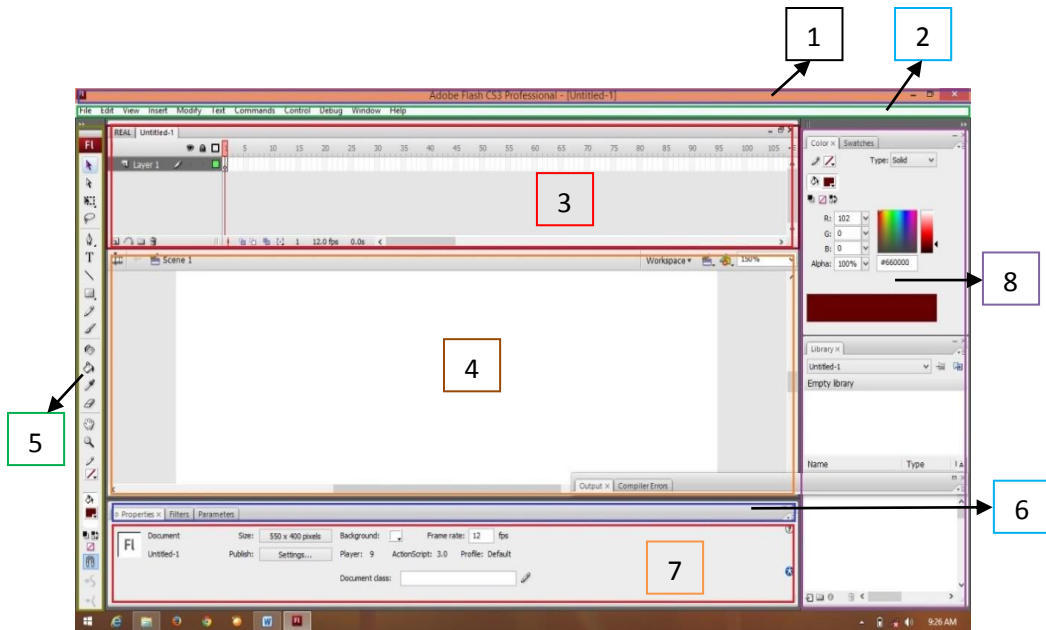 1
2
Adobe Flash CS3 Professional - [Untitled-1]
File Edit View Insert Modify Text Commands Control Debug Window Help
REAL Untitled-1
5 10 15 20 25 30 35 40 45 50 55 60 65 70 75 80 85 90 95 100 105
Layer 1
3
1 12.0 fps 0.0s
Scene 1 Workspace 150%
4
Fl
T
5
Color × Swatches
Type: Solid
R: 102
G: 0
B: 0
Alpha: 100% #660000
8
Library ×
Untitled-1
Empty library
Name Type
Output × Compiler Errors
6
Properties × Filters Parameters
Fl
Document Size: 550 x 400 pixels Background: Frame rate: 12 fps
Untitled-1 Publish: Settings... Player: 9 ActionScript: 3.0 Profile: Default
Document class:
7
9:26 AM